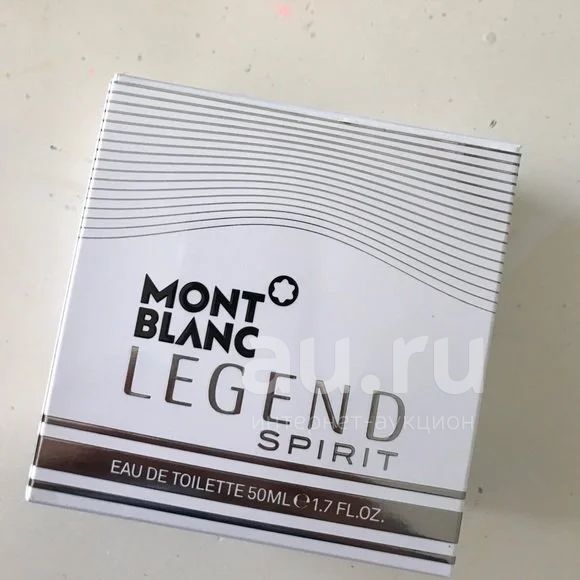 MONT
BLANC
LEGEND
SPIRIT
EAU DE TOILETTE 50ML℮1.7 FL.OZ.
au.ru
интернет-аукцион